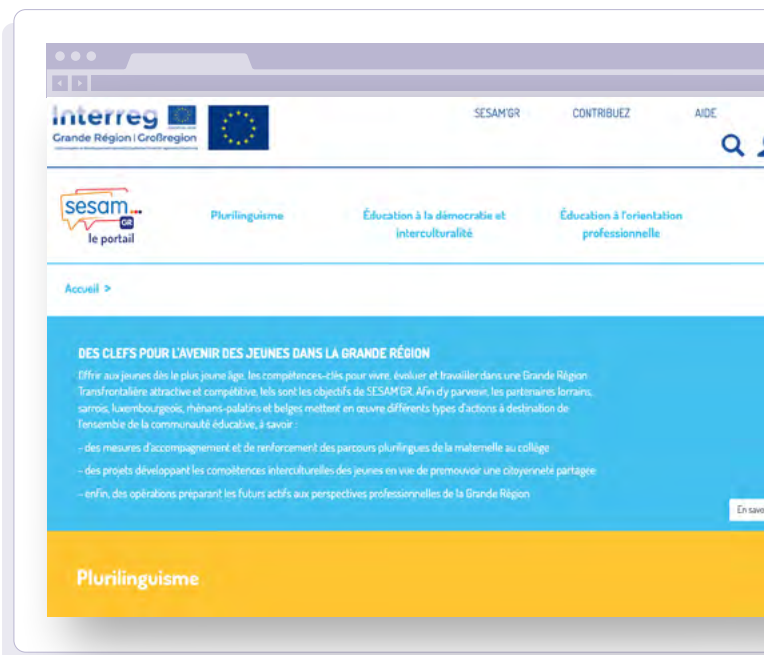 Interreg
Grande Région | Großregion
SESAM'GR
CONTRIBUEZ
AIDE
sesam...
GR
le portail
Plurilinguisme
Éducation à la démocratie et
interculturalité
Éducation à l'orientation
professionnelle
Accueil >
DES CLEFS POUR L'AVENIR DES JEUNES DANS LA GRANDE RÉGION
Offrir aux jeunes dès le plus jeune âge, les compétences-clés pour vivre, évoluer et travailler dans une Grande Région
Transfrontalière attractive et compétitive, tels sont les objectifs de SESAM'GR. Afin d'y parvenir, les partenaires lorrains,
sarrois, luxembourgeois, rhénans-palatins et belges mettent en œuvre différents types d'actions à destination de
l'ensemble de la communauté éducative, à savoir :
- des mesures d'accompagnement et de renforcement des parcours plurilingues de la maternelle au collège
- des projets développant les compétences interculturelles des jeunes en vue de promouvoir une citoyenneté partagée
- enfin, des opérations préparant les futurs actifs aux perspectives professionnelles de la Grande Région
En savo
Plurilinguisme